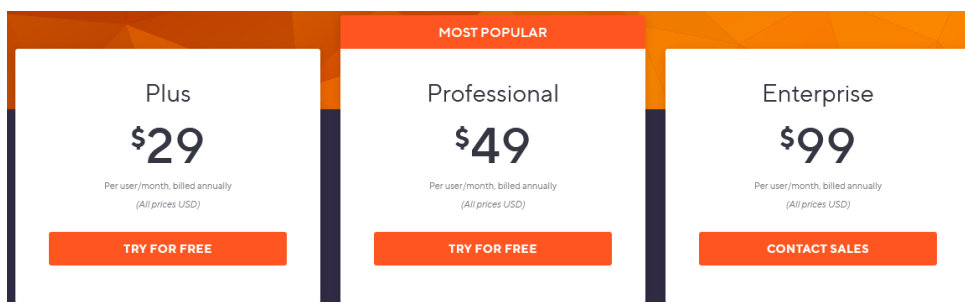 MOST POPULAR
Plus
$29
Per user/month, billed annually
(All prices USD)
TRY FOR FREE
Professional
$49
Per user/month, billed annually
(All prices USD)
TRY FOR FREE
Enterprise
$99
Per user/month, billed annually
(All prices USD)
CONTACT SALES